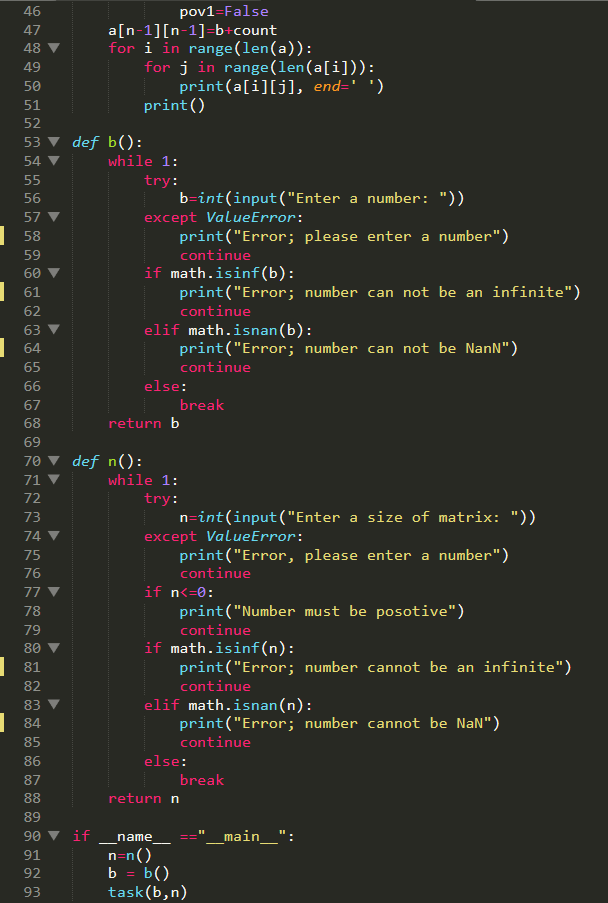 46 pov1=False
47 a[n-1][n-1]=b+count
48 for i in range(len(a)):
49 for j in range(len(a[i])):
50 print(a[i][j], end=' ')
51 print()
52
53 def b():
54 while 1:
55 try:
56 b=int(input("Enter a number: "))
57 except ValueError:
58 print("Error; please enter a number")
59 continue
60 if math.isinf(b):
61 print("Error; number can not be an infinite")
62 continue
63 elif math.isnan(b):
64 print("Error; number can not be NanN")
65 continue
66 else:
67 break
68 return b
69
70 def n():
71 while 1:
72 try:
73 n=int(input("Enter a size of matrix: "))
74 except ValueError:
75 print("Error, please enter a number")
76 continue
77 if n<=0:
78 print("Number must be posotive")
79 continue
80 if math.isinf(n):
81 print("Error; number cannot be an infinite")
82 continue
83 elif math.isnan(n):
84 print("Error; number cannot be NaN")
85 continue
86 else:
87 break
88 return n
89
90 if __name__ =="__main__":
91 n=n()
92 b = b()
93 task(b,n)